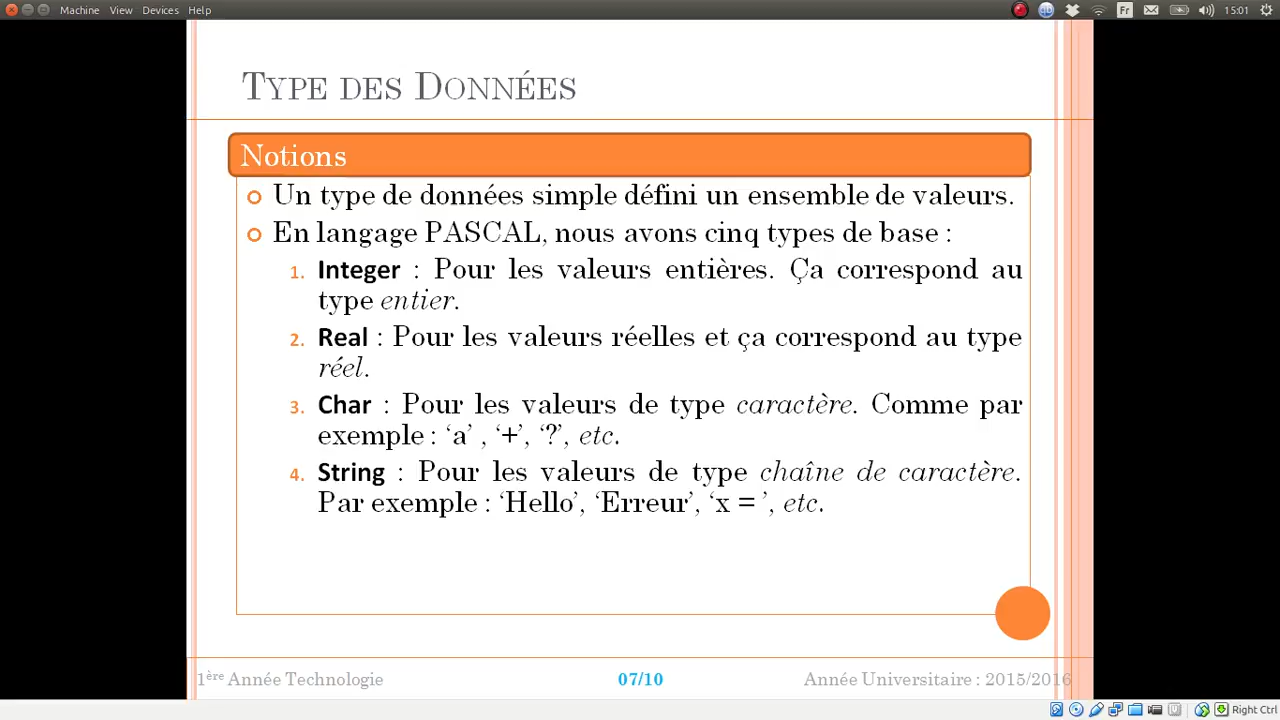 Machine View Devices Help
Fr
15:01
TYPE DES DONNÉES
Notions
Un type de données simple défini un ensemble de valeurs.
En langage PASCAL, nous avons cinq types de base :
1. Integer : Pour les valeurs entières. Ça correspond au
type entier.
2. Real : Pour les valeurs réelles et ça correspond au type
réel.
3. Char : Pour les valeurs de type caractère. Comme par
exemple : ‘a’ , ‘+’, ‘?’, etc.
4. String : Pour les valeurs de type chaîne de caractère.
Par exemple : ‘Hello’, ‘Erreur’, ‘x = ’, etc.
1ère Année Technologie
07/10
Année Universitaire : 2015/2016
Right Ctrl